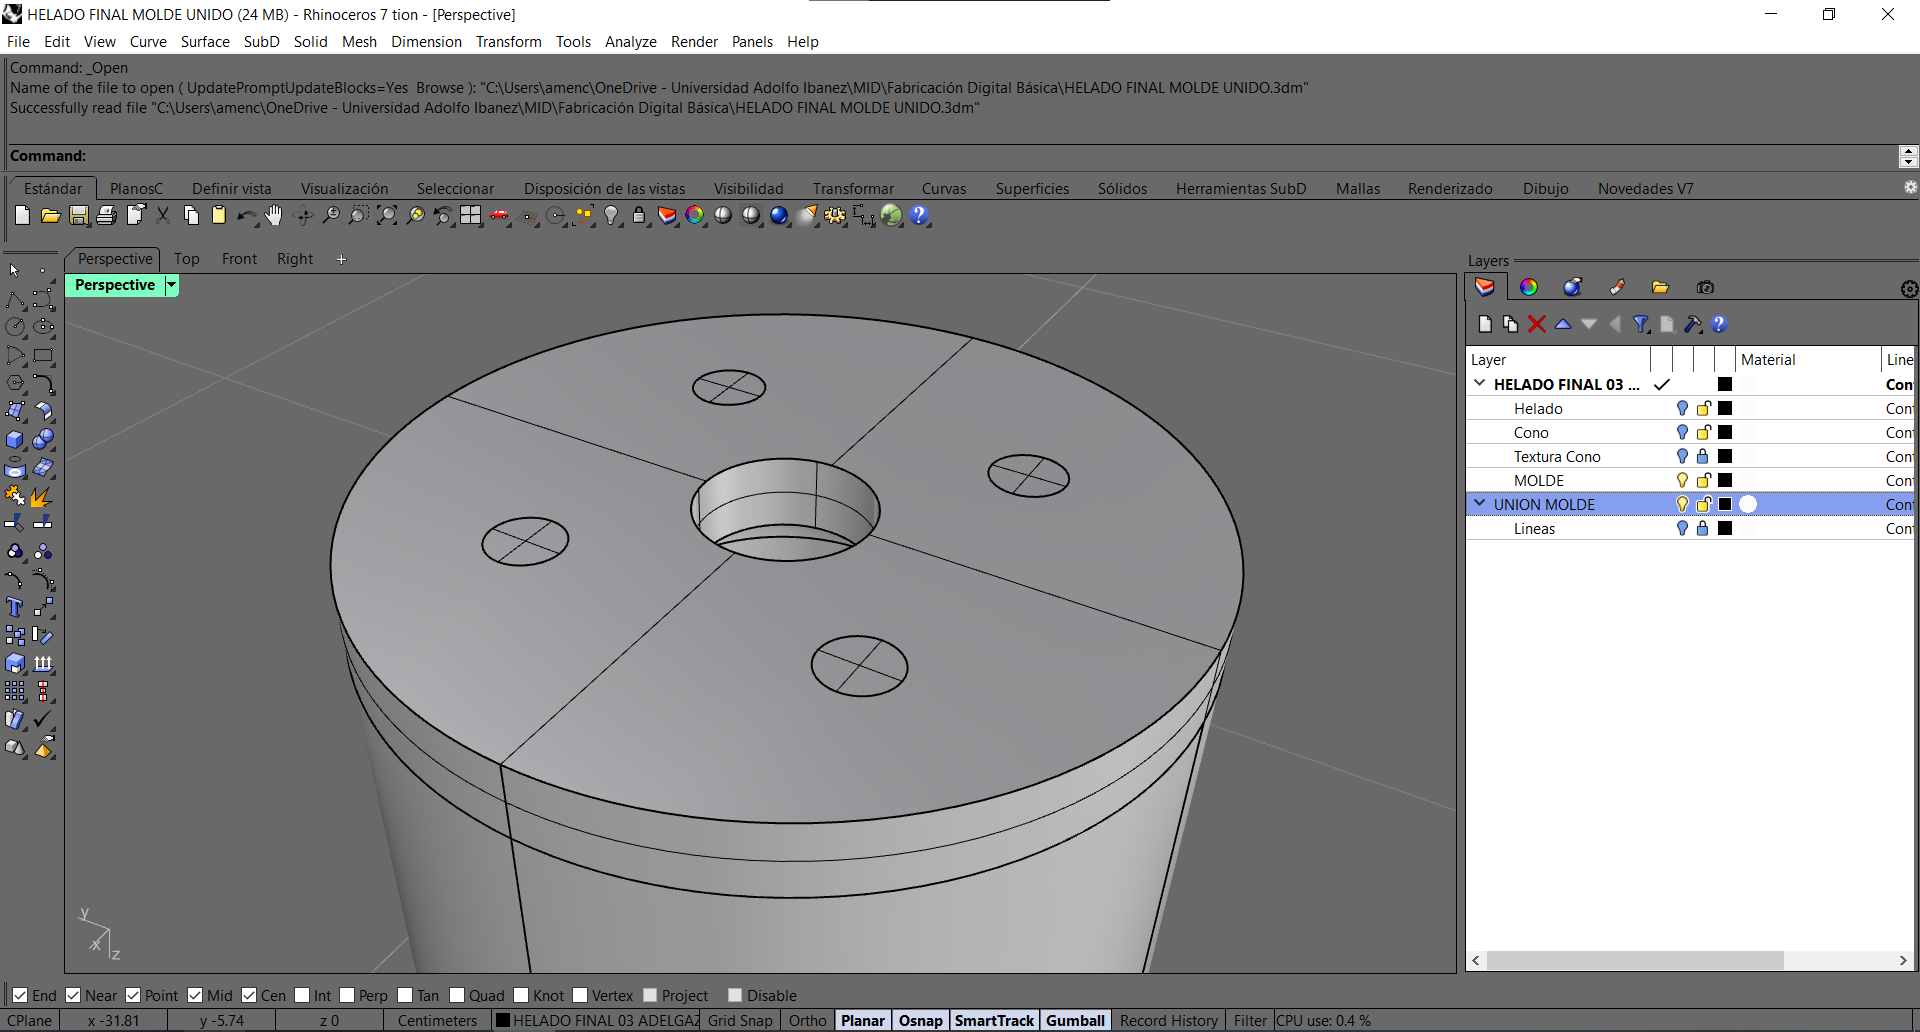 HELADO FINAL MOLDE UNIDO (24 MB) - Rhinoceros 7 tion - [Perspective]
File Edit View Curve Surface SubD Solid Mesh Dimension Transform Tools Analyze Render Panels Help
Command: _Open
Name of the file to open ( UpdatePromptUpdateBlocks=Yes Browse ): "C:\Users\amenc\OneDrive - Universidad Adolfo Ibanez\MID\Fabricación Digital Básica\HELADO FINAL MOLDE UNIDO.3dm"
Successfully read file "C:\Users\amenc\OneDrive - Universidad Adolfo Ibanez\MID\Fabricación Digital Básica\HELADO FINAL MOLDE UNIDO.3dm"
Command:
Estándar PlanosC Definir vista Visualización Seleccionar Disposición de las vistas Visibilidad Transformar Curvas Superficies Sólidos Herramientas SubD Mallas Renderizado Dibujo Novedades V7
Perspective Top Front Right +
Perspective
y
x
z
Layers
Layer Material Line
HELADO FINAL 03 ... Con
Helado Cont
Cono Cont
Textura Cono Cont
MOLDE Cont
UNION MOLDE Cont
Lineas Cont
End Near Point Mid Cen Int Perp Tan Quad Knot Vertex Project Disable
CPlane x -31.81 y -5.74 z 0 Centimeters HELADO FINAL 03 ADELGAZ Grid Snap Ortho Planar Osnap SmartTrack Gumball Record History Filter CPU use: 0.4 %